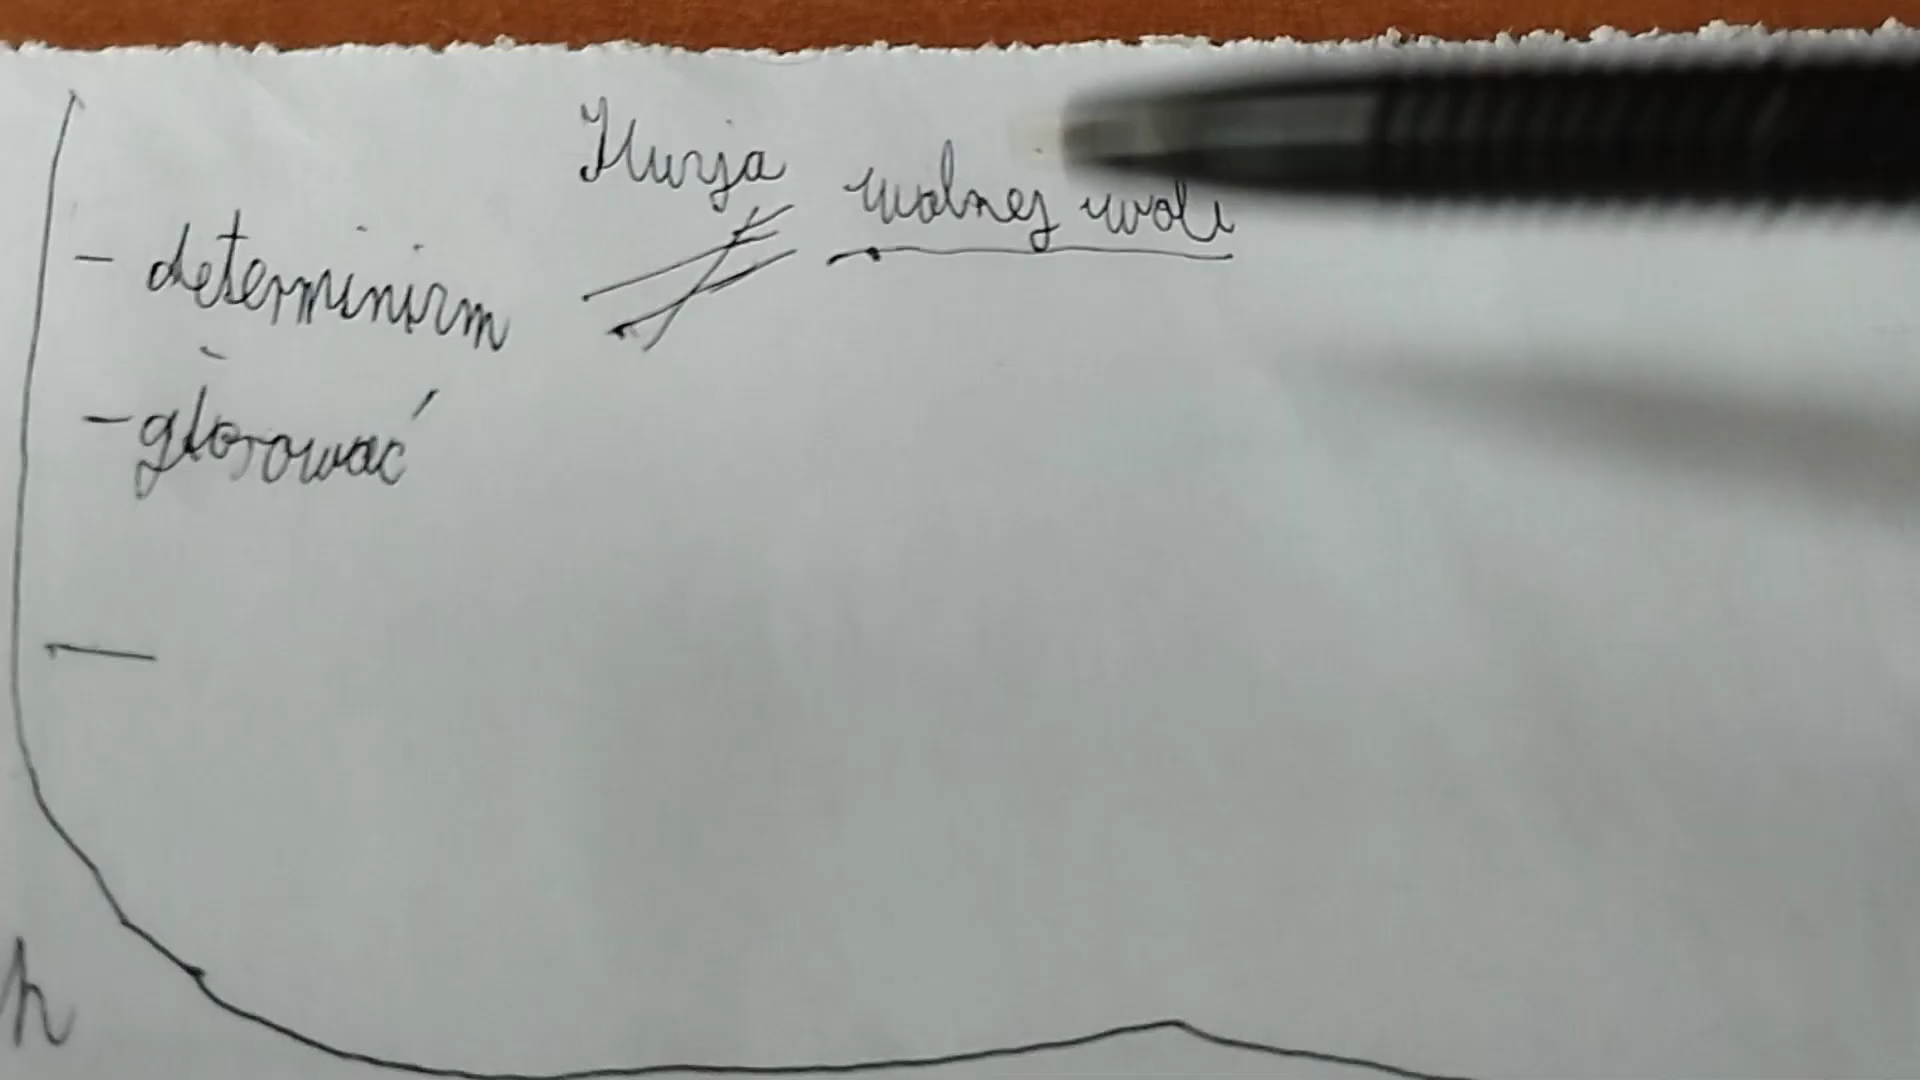 Iluzja wolnej woli
- determinizm
- głosować
h